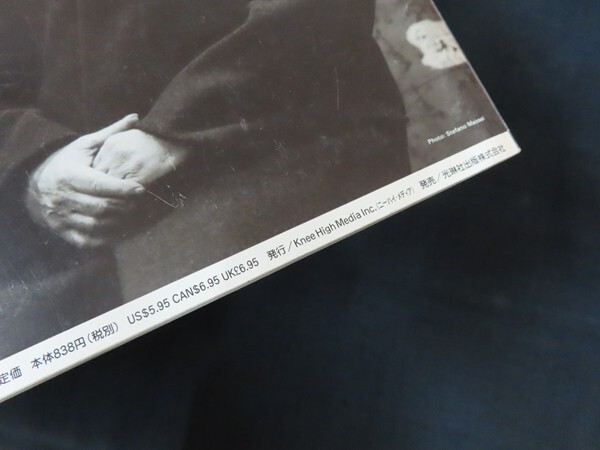 Photo: Stefano Massei
定価 本体838円(税別) US$5.95 CAN$6.95 UK£6.95 発行/Knee High Media Inc.(ニーハイ・メディア) 発売/光琳社出版株式会社